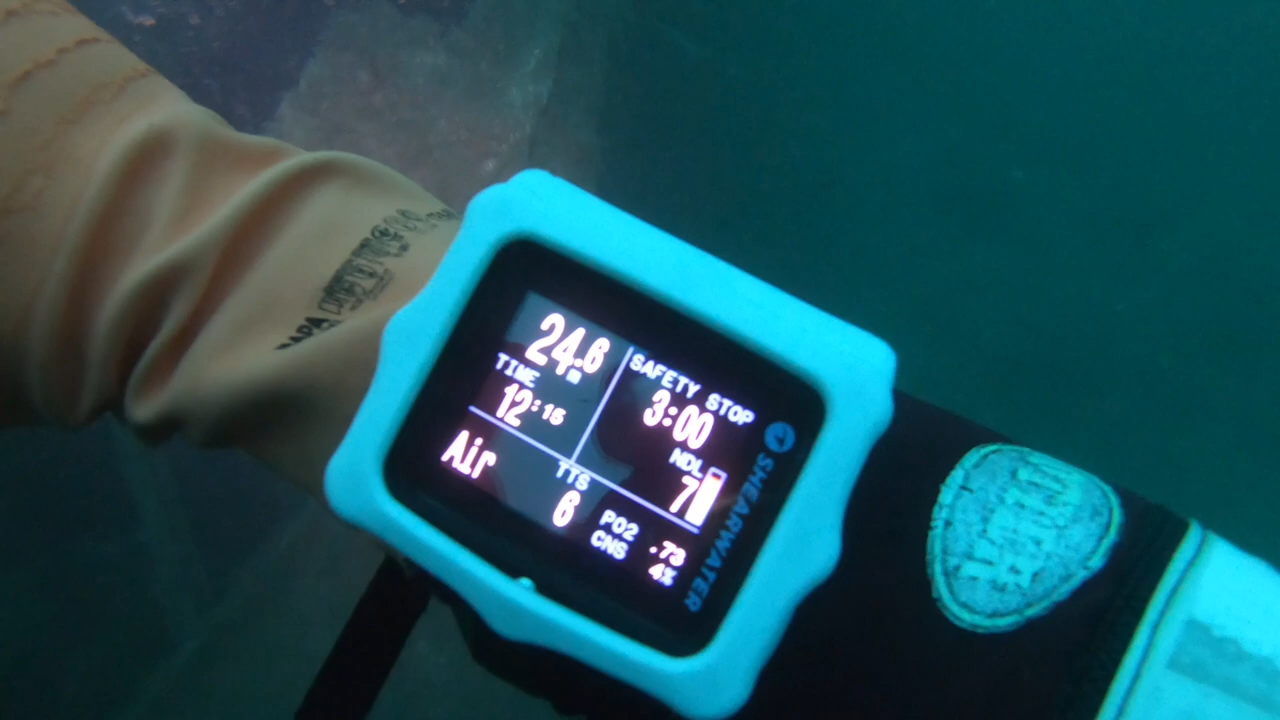 24.6
m
TIME
12:15
SAFETY STOP
3:00
NDL
7
Air
TTS
6
PO2 .73
CNS 4%
SHEARWATER